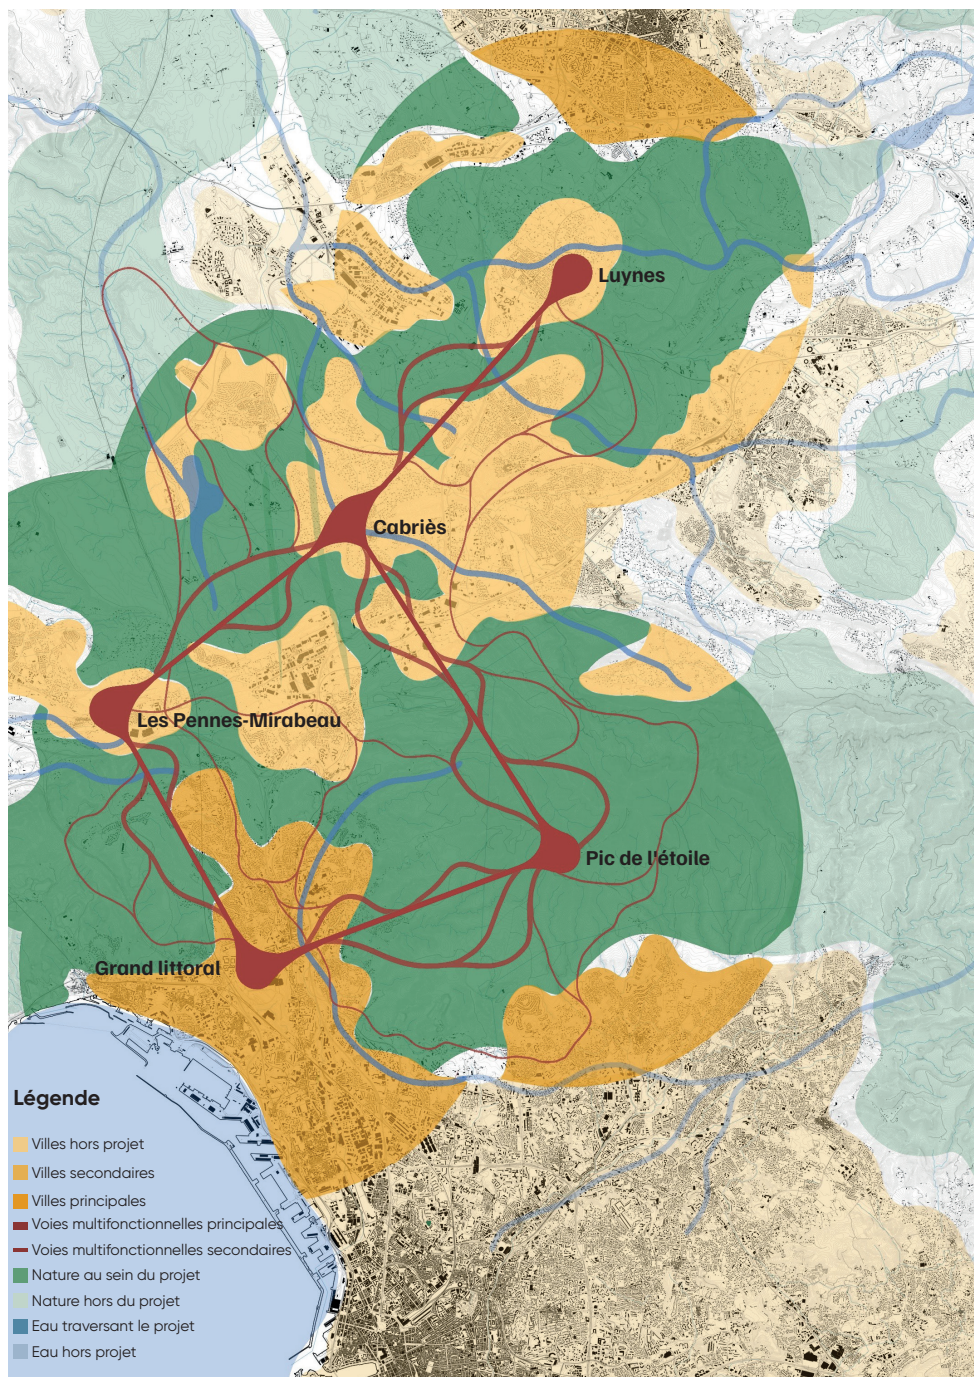 Luynes
Cabriès
Les Pennes-Mirabeau
Pic de l'étoile
Grand littoral
Légende
Villes hors projet
Villes secondaires
Villes principales
Voies multifonctionnelles principales
Voies multifonctionnelles secondaires
Nature au sein du projet
Nature hors du projet
Eau traversant le projet
Eau hors projet